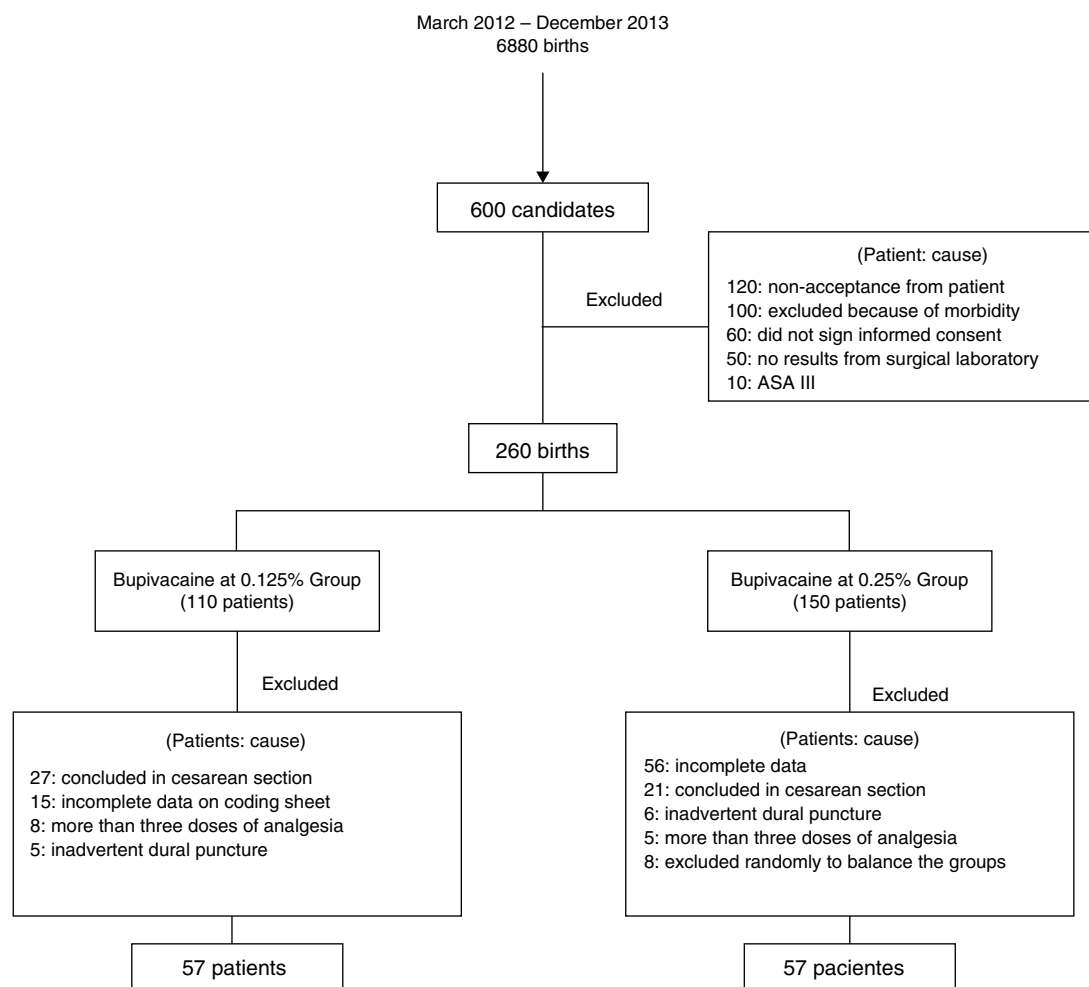 March 2012 – December 2013
6880 births
600 candidates
Excluded
(Patient: cause)
120: non-acceptance from patient
100: excluded because of morbidity
60: did not sign informed consent
50: no results from surgical laboratory
10: ASA III
260 births
Bupivacaine at 0.125% Group
(110 patients)
Bupivacaine at 0.25% Group
(150 patients)
Excluded
Excluded
(Patients: cause)
27: concluded in cesarean section
15: incomplete data on coding sheet
8: more than three doses of analgesia
5: inadvertent dural puncture
(Patients: cause)
56: incomplete data
21: concluded in cesarean section
6: inadvertent dural puncture
5: more than three doses of analgesia
8: excluded randomly to balance the groups
57 patients
57 pacientes